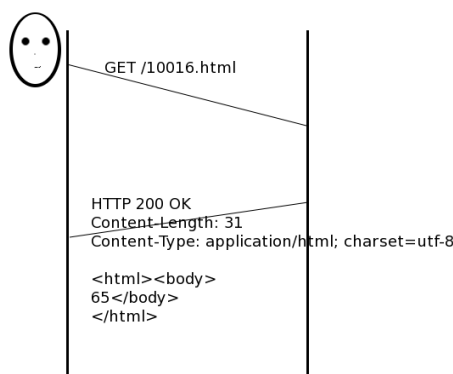 GET /10016.html
HTTP 200 OK
Content-Length: 31
Content-Type: application/html; charset=utf-8
<html><body>
65</body>
</html>